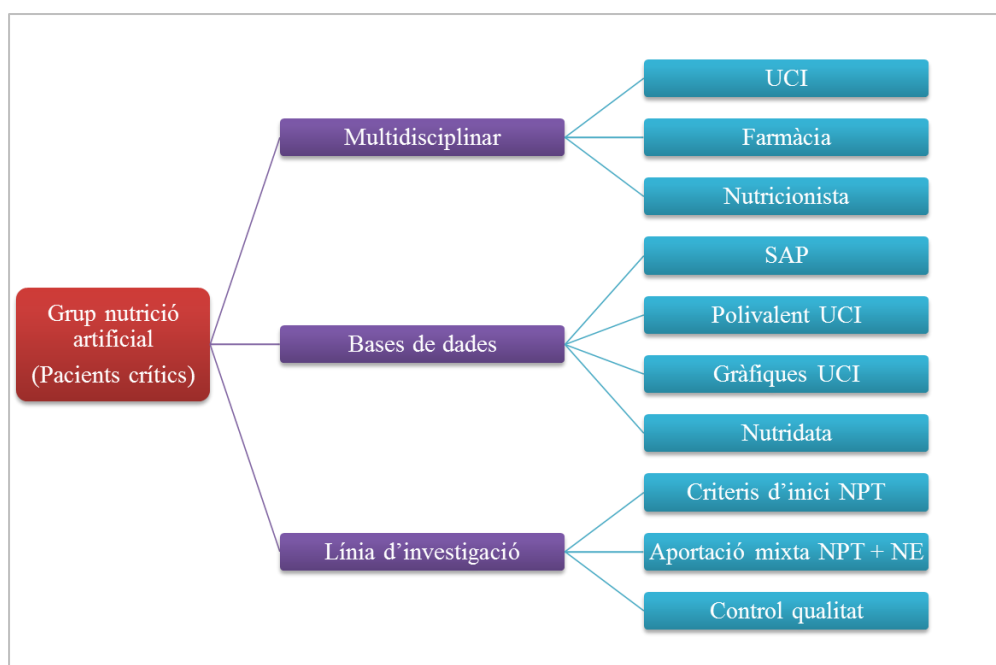 Grup nutrició
artificial
(Pacients crítics)
Multidisciplinar
UCI
Farmàcia
Nutricionista
Bases de dades
SAP
Polivalent UCI
Gràfiques UCI
Nutridata
Línia d’investigació
Criteris d’inici NPT
Aportació mixta NPT + NE
Control qualitat